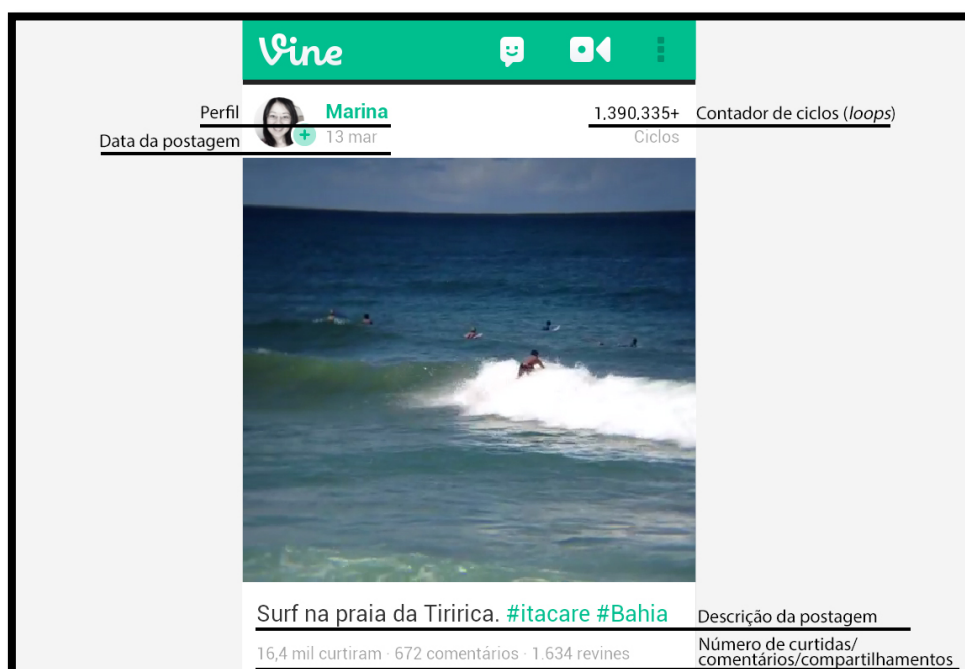 Vine
Perfil Marina 1.390.335+ Contador de ciclos (loops)
Data da postagem 13 mar Ciclos
Surf na praia da Tiririca. #itacare #Bahia Descrição da postagem
16,4 mil curtiram · 672 comentários · 1.634 revines Número de curtidas/
comentários/compartilhamentos